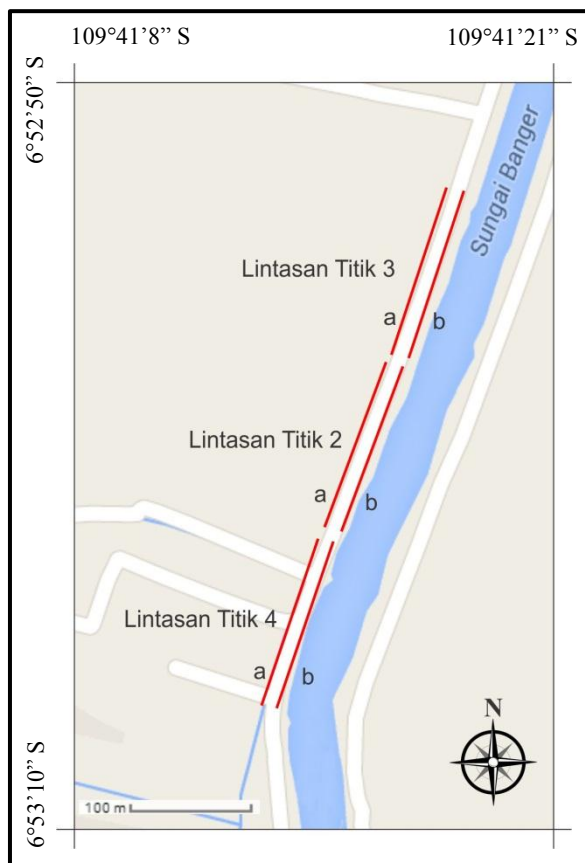 109°41’8” S
109°41’21” S
6°52’50” S
Sungai Banger
Lintasan Titik 3
a
b
Lintasan Titik 2
a
b
Lintasan Titik 4
a
b
N
100 m
6°53’10” S